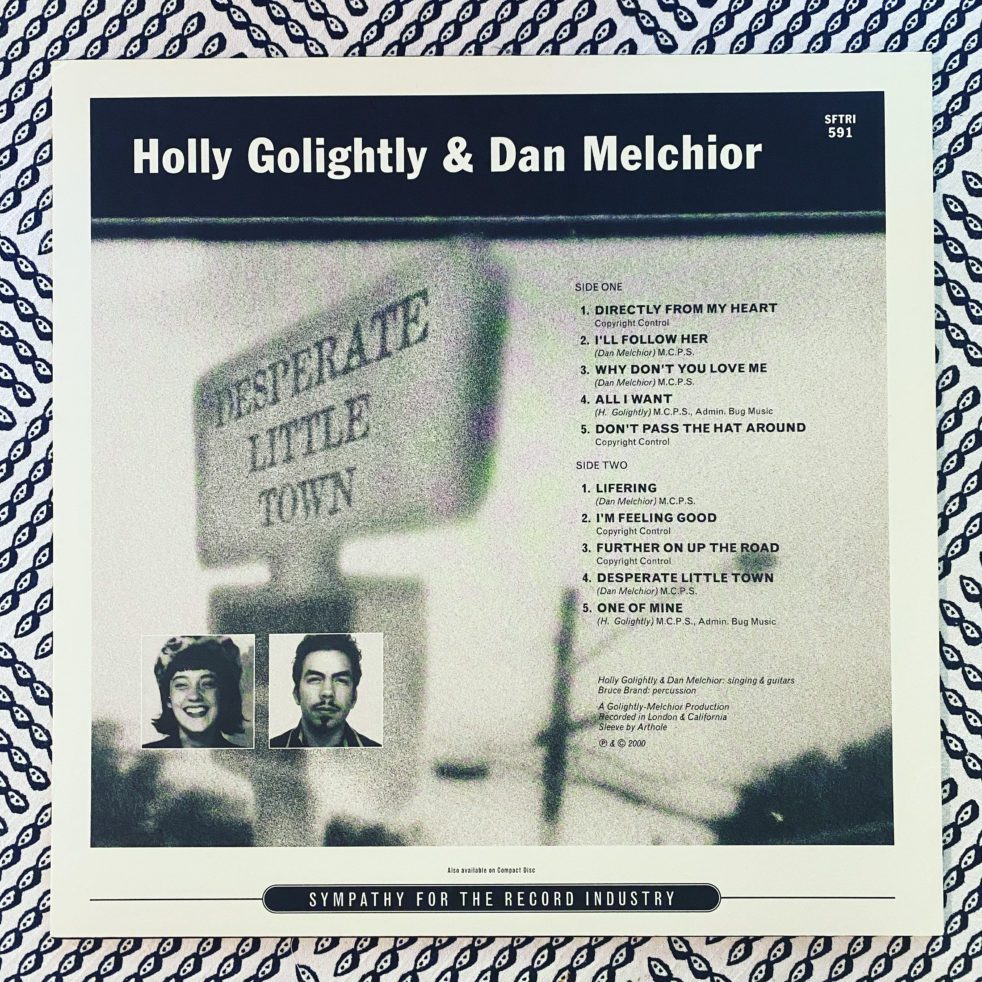 SFTRI
591
Holly Golightly & Dan Melchior
DESPERATE
LITTLE
TOWN
SIDE ONE
1. DIRECTLY FROM MY HEART
Copyright Control
2. I'LL FOLLOW HER
(Dan Melchior) M.C.P.S.
3. WHY DON'T YOU LOVE ME
(Dan Melchior) M.C.P.S.
4. ALL I WANT
(H. Golightly) M.C.P.S., Admin. Bug Music
5. DON'T PASS THE HAT AROUND
Copyright Control
SIDE TWO
1. LIFERING
(Dan Melchior) M.C.P.S.
2. I'M FEELING GOOD
Copyright Control
3. FURTHER ON UP THE ROAD
Copyright Control
4. DESPERATE LITTLE TOWN
(Dan Melchior) M.C.P.S.
5. ONE OF MINE
(H. Golightly) M.C.P.S., Admin. Bug Music
Holly Golightly & Dan Melchior: singing & guitars
Bruce Brand: percussion
A Golightly-Melchior Production
Recorded in London & California
Sleeve by Arthole
℗ & © 2000
Also available on Compact Disc
SYMPATHY FOR THE RECORD INDUSTRY